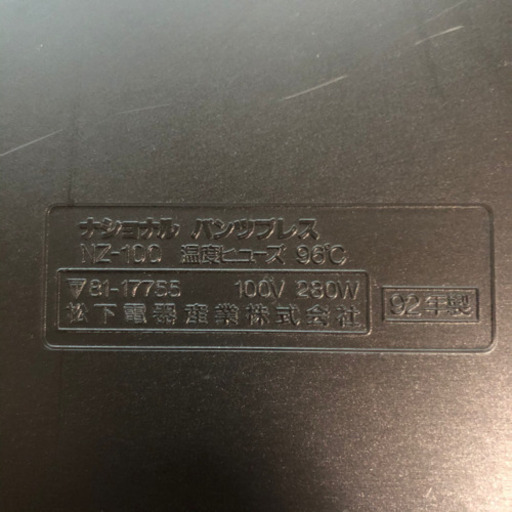 ナショナル パンツプレス
NZ-100 温度ヒューズ 96℃
▽81-17755 100V 280W
松下電器産業株式会社
92年製